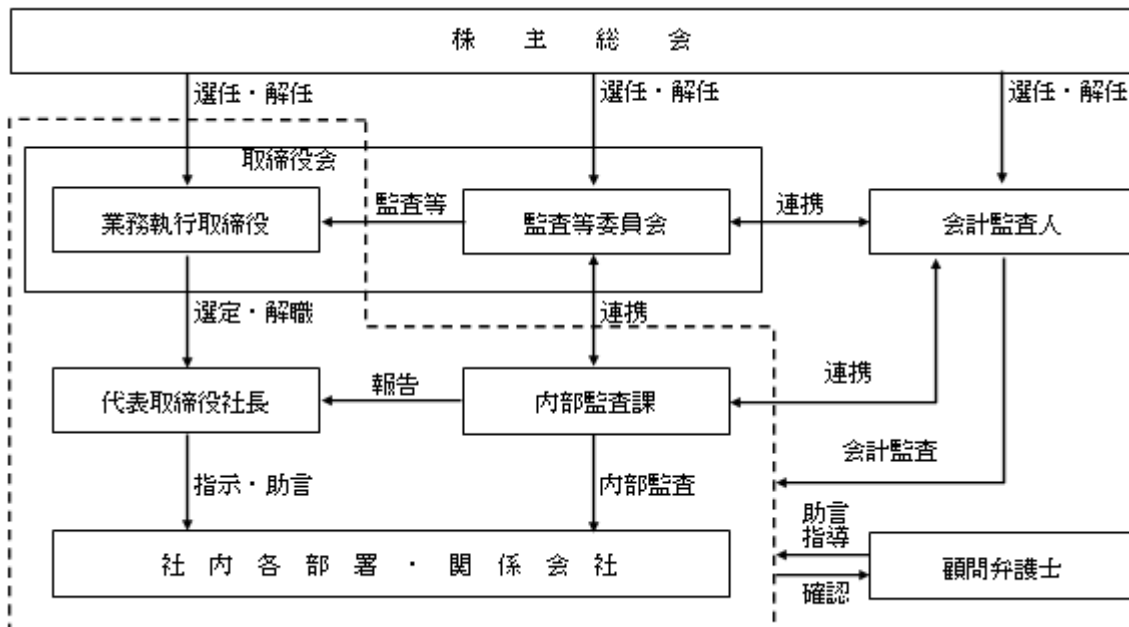 株主総会
選任・解任
選任・解任
選任・解任
取締役会
業務執行取締役
監査等
監査等委員会
連携
会計監査人
選定・解職
連携
代表取締役社長
報告
内部監査課
連携
指示・助言
内部監査
会計監査
社内各部署・関係会社
助言
指導
確認
顧問弁護士